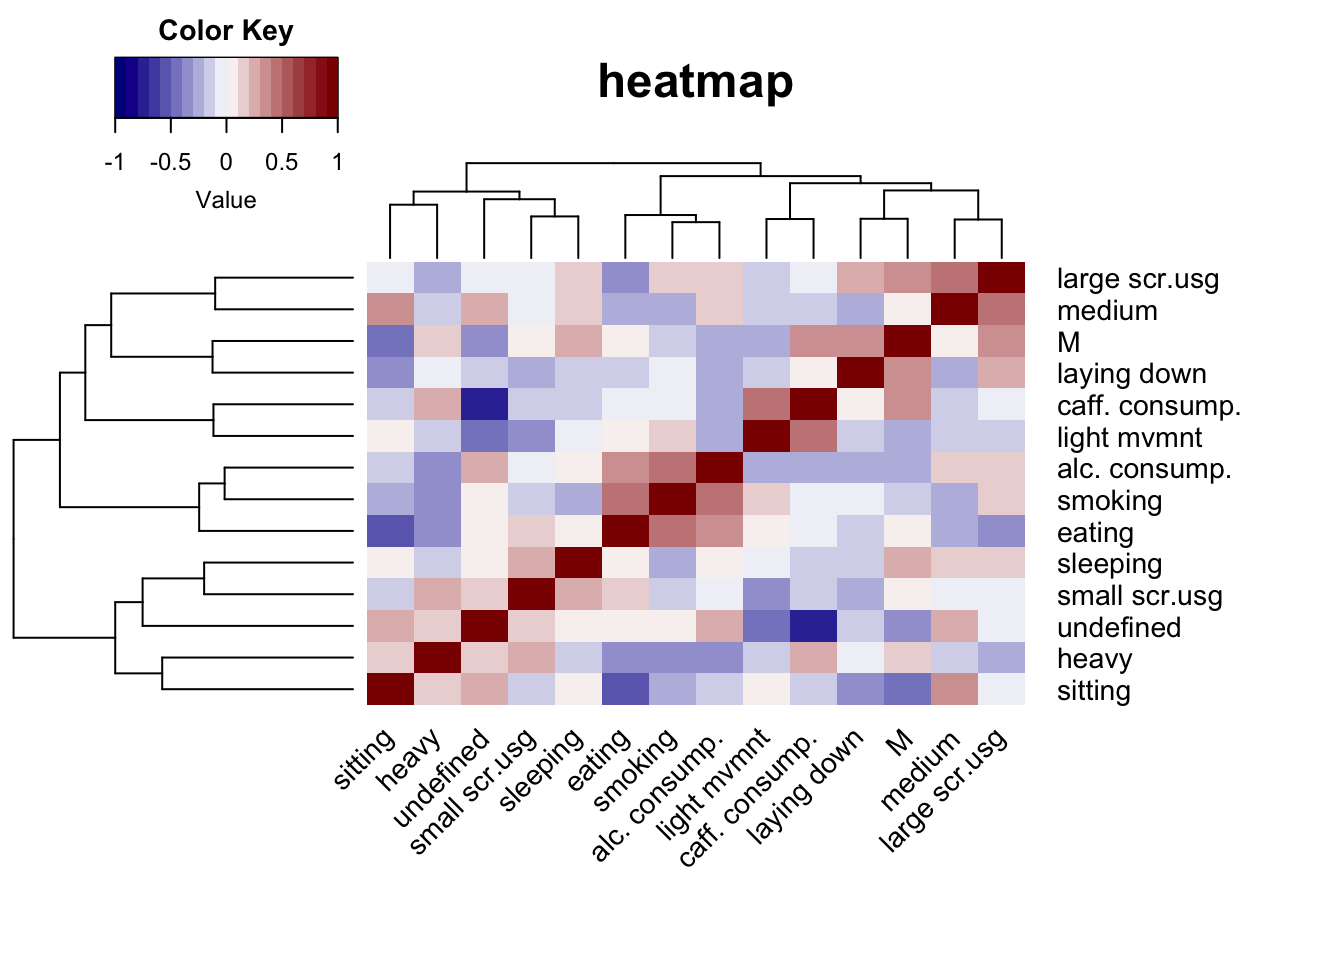 Color Key
-1 -0.5 0 0.5 1
Value
heatmap
large scr.usg
medium
M
laying down
caff. consump.
light mvmnt
alc. consump.
smoking
eating
sleeping
small scr.usg
undefined
heavy
sitting
sitting
heavy
undefined
small scr.usg
sleeping
eating
smoking
alc. consump.
light mvmnt
caff. consump.
laying down
M
medium
large scr.usg